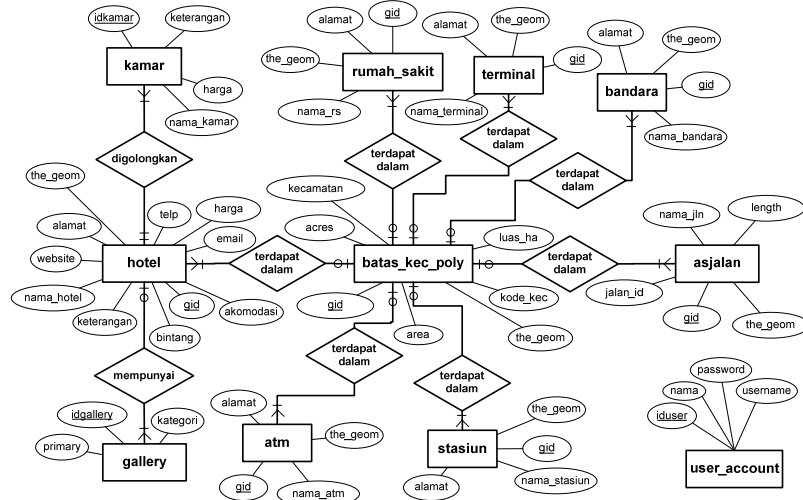 idkamar
keterangan
kamar
harga
nama_kamar
digolongkan
alamat
gid
the_geom
rumah_sakit
nama_rs
terdapat
dalam
alamat
the_geom
terminal
gid
nama_terminal
terdapat
dalam
alamat
the_geom
bandara
gid
nama_bandara
terdapat
dalam
the_geom
telp
harga
alamat
email
website
hotel
nama_hotel
gid
akomodasi
keterangan
bintang
terdapat
dalam
kecamatan
acres
luas_ha
batas_kec_poly
gid
kode_kec
area
the_geom
terdapat
dalam
nama_jln
length
asjalan
jalan_id
gid
the_geom
mempunyai
idgallery
kategori
primary
gallery
terdapat
dalam
alamat
the_geom
atm
gid
nama_atm
terdapat
dalam
the_geom
stasiun
gid
alamat
nama_stasiun
password
nama
username
iduser
user_account